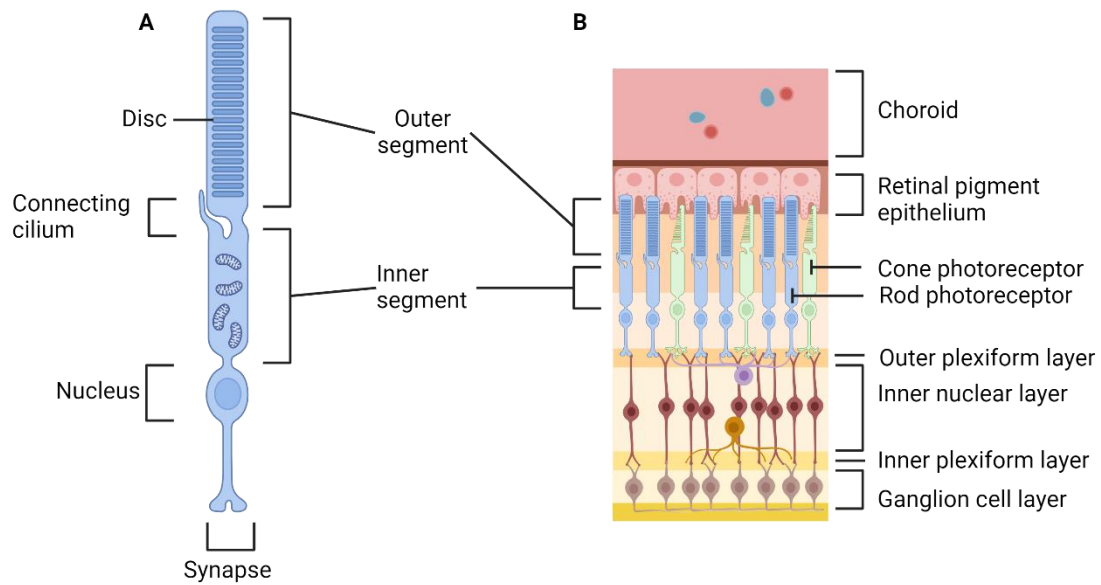 A
Disc
Connecting
cilium
Nucleus
Synapse
Outer
segment
Inner
segment
B
Choroid
Retinal pigment
epithelium
Cone photoreceptor
Rod photoreceptor
Outer plexiform layer
Inner nuclear layer
Inner plexiform layer
Ganglion cell layer